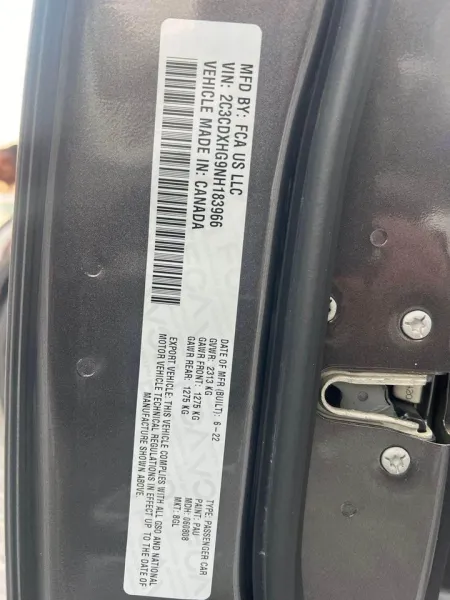 MFD BY: FCA US LLC
VIN: 2C3CDXHG9NH183966
VEHICLE MADE IN: CANADA
DATE OF MFR (BUILT): 6-22
GVWR: 2313 KG
GAWR FRONT: 1275 KG
GAWR REAR: 1275 KG
EXPORT VEHICLE: THIS VEHICLE COMPLIES WITH ALL GSO AND NATIONAL
MOTOR VEHICLE TECHNICAL REGULATIONS IN EFFECT UP TO THE DATE OF
MANUFACTURE SHOWN ABOVE.
TYPE: PASSENGER CAR
PAINT: PAU
MDH: 060808
MKT: 8GL